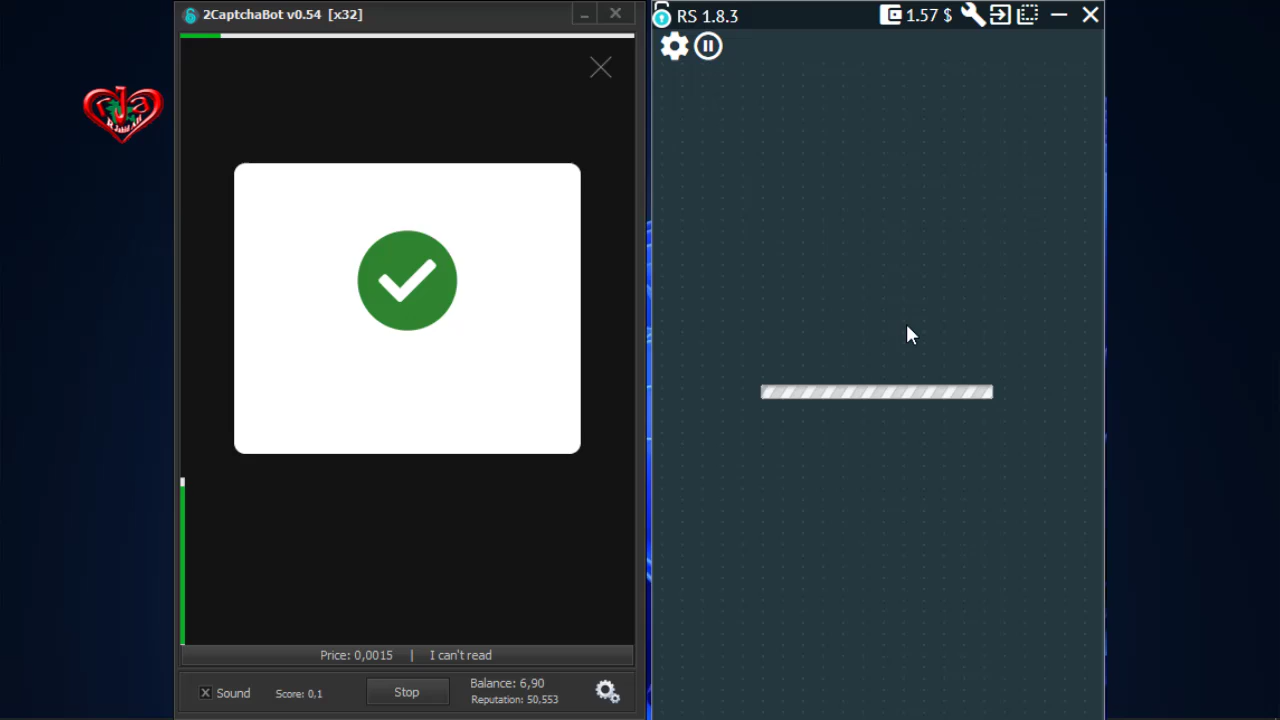 2CaptchaBot v0.54 [x32]
RS 1.8.3
1.57 $
Price: 0,0015 | I can't read
Sound
Score: 0,1
Stop
Balance: 6,90
Reputation: 50,553